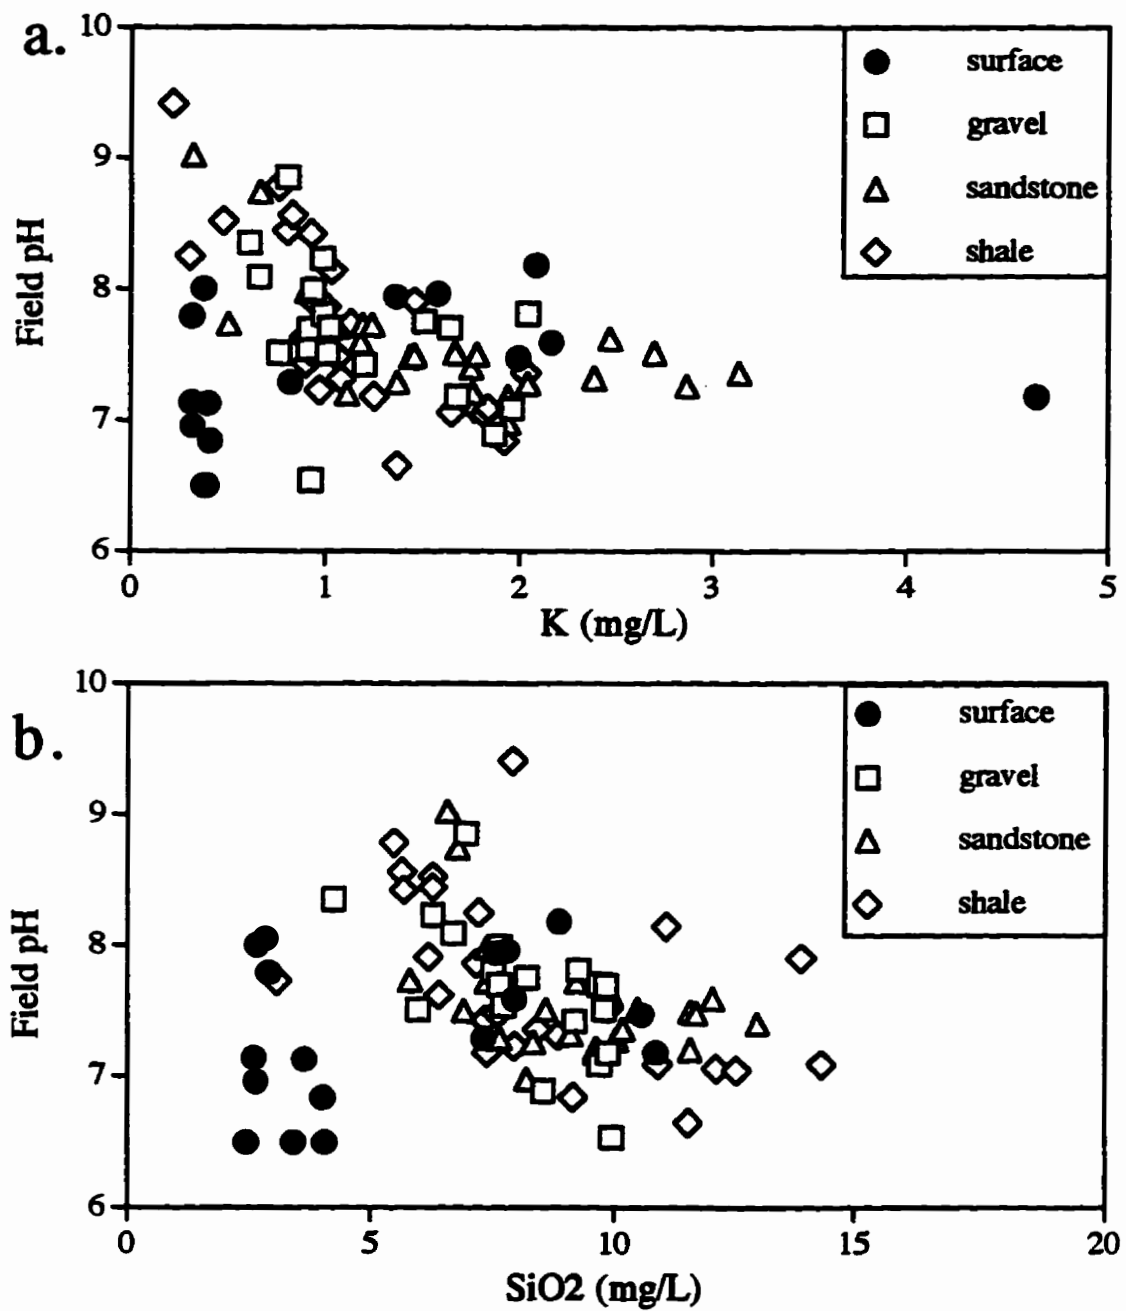 a.
10
9
8
7
6
Field pH
surface
gravel
sandstone
shale
0 1 2 3 4 5
K (mg/L)
b.
10
9
8
7
6
Field pH
surface
gravel
sandstone
shale
0 5 10 15 20
SiO2 (mg/L)